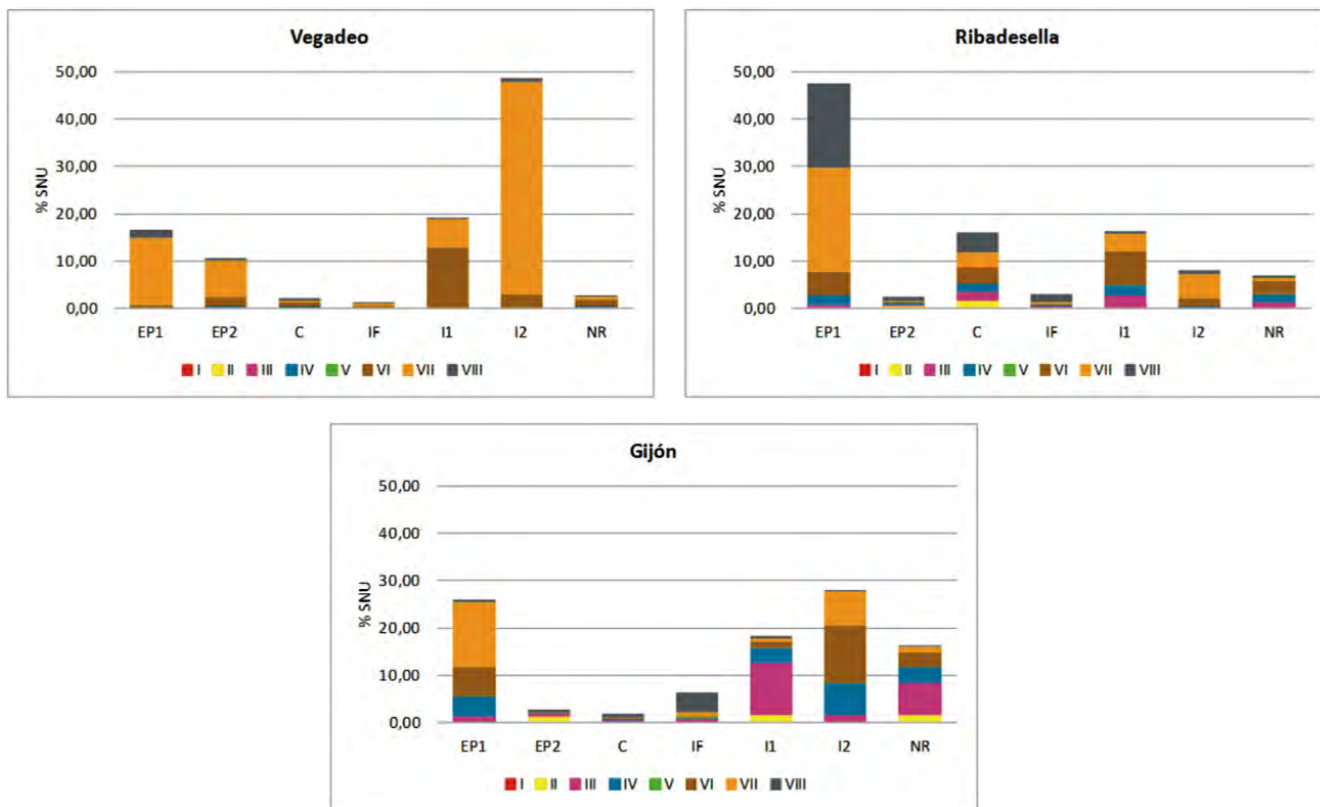 Vegadeo
% SNU
50,00
40,00
30,00
20,00
10,00
0,00
EP1 EP2 C IF I1 I2 NR
I II III IV V VI VII VIII
Ribadesella
% SNU
50,00
40,00
30,00
20,00
10,00
0,00
EP1 EP2 C IF I1 I2 NR
I II III IV V VI VII VIII
Gijón
% SNU
50,00
40,00
30,00
20,00
10,00
0,00
EP1 EP2 C IF I1 I2 NR
I II III IV V VI VII VIII